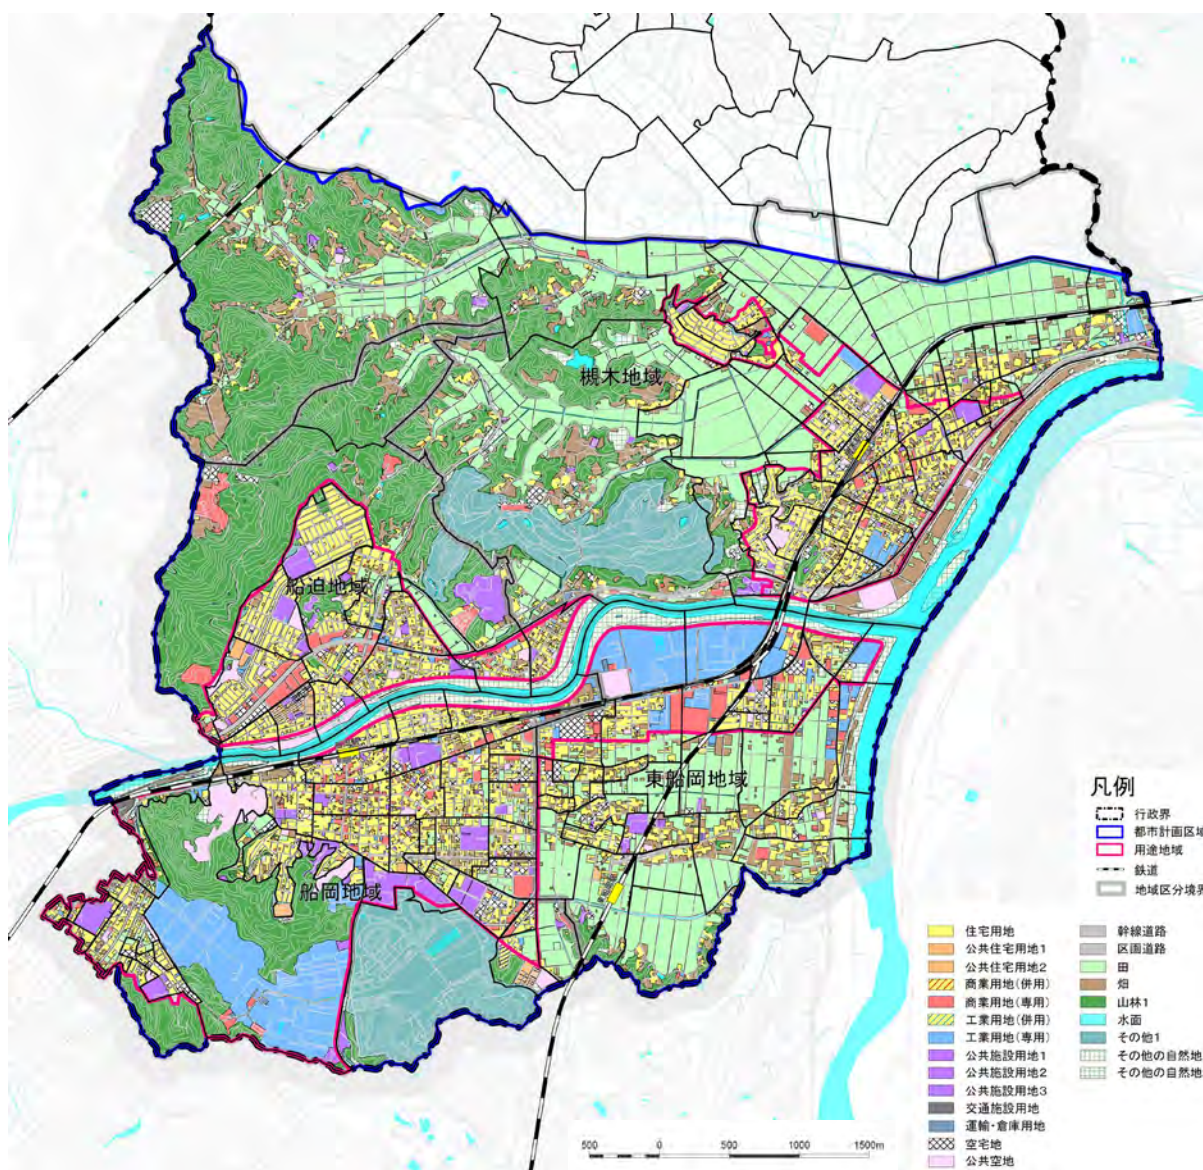 槻木地域
船迫地域
東船岡地域
船岡地域
凡例
行政界
都市計画区域
用途地域
鉄道
地域区分境界
住宅用地
公共住宅用地1
公共住宅用地2
商業用地(併用)
商業用地(専用)
工業用地(併用)
工業用地(専用)
公共施設用地1
公共施設用地2
公共施設用地3
交通施設用地
運輸・倉庫用地
空宅地
公共空地
幹線道路
区画道路
田
畑
山林1
水面
その他1
その他の自然地
その他の自然地
500 0 500 1000 1500m